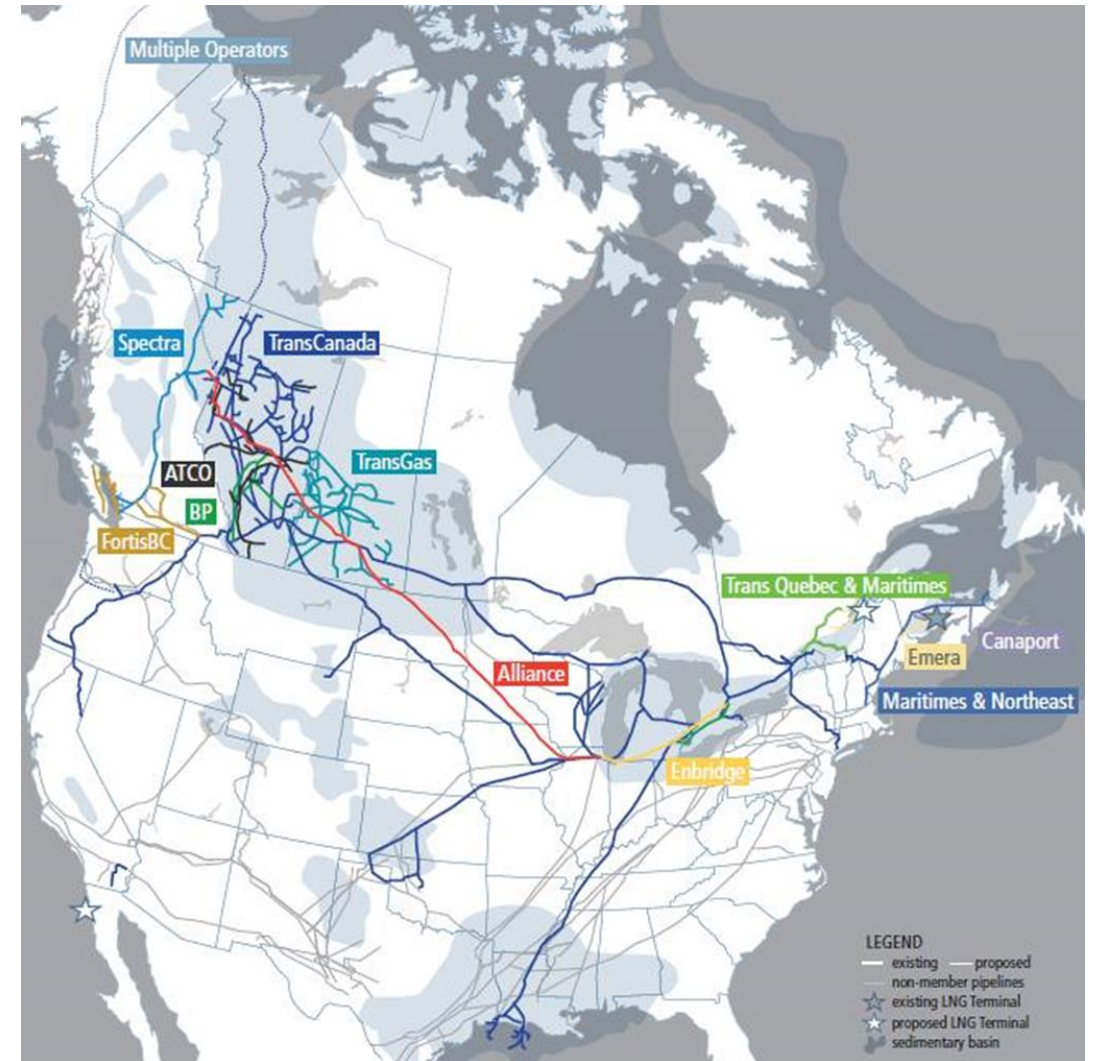 Multiple Operators
Spectra
TransCanada
ATCO
TransGas
BP
FortisBC
Trans Quebec & Maritimes
Canaport
Emera
Alliance
Maritimes & Northeast
Enbridge
LEGEND
existing proposed
non-member pipelines
existing LNG Terminal
proposed LNG Terminal
sedimentary basin